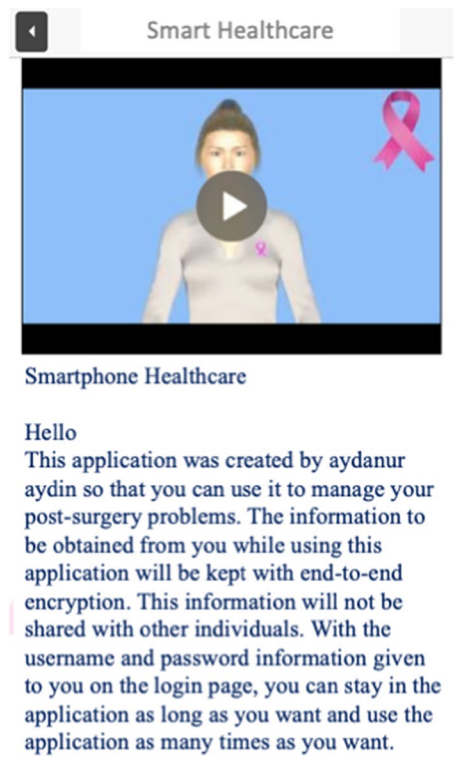 Smart Healthcare
Smartphone Healthcare
Hello
This application was created by aydanur
aydin so that you can use it to manage your
post-surgery problems. The information to
be obtained from you while using this
application will be kept with end-to-end
encryption. This information will not be
shared with other individuals. With the
username and password information given
to you on the login page, you can stay in the
application as long as you want and use the
application as many times as you want.